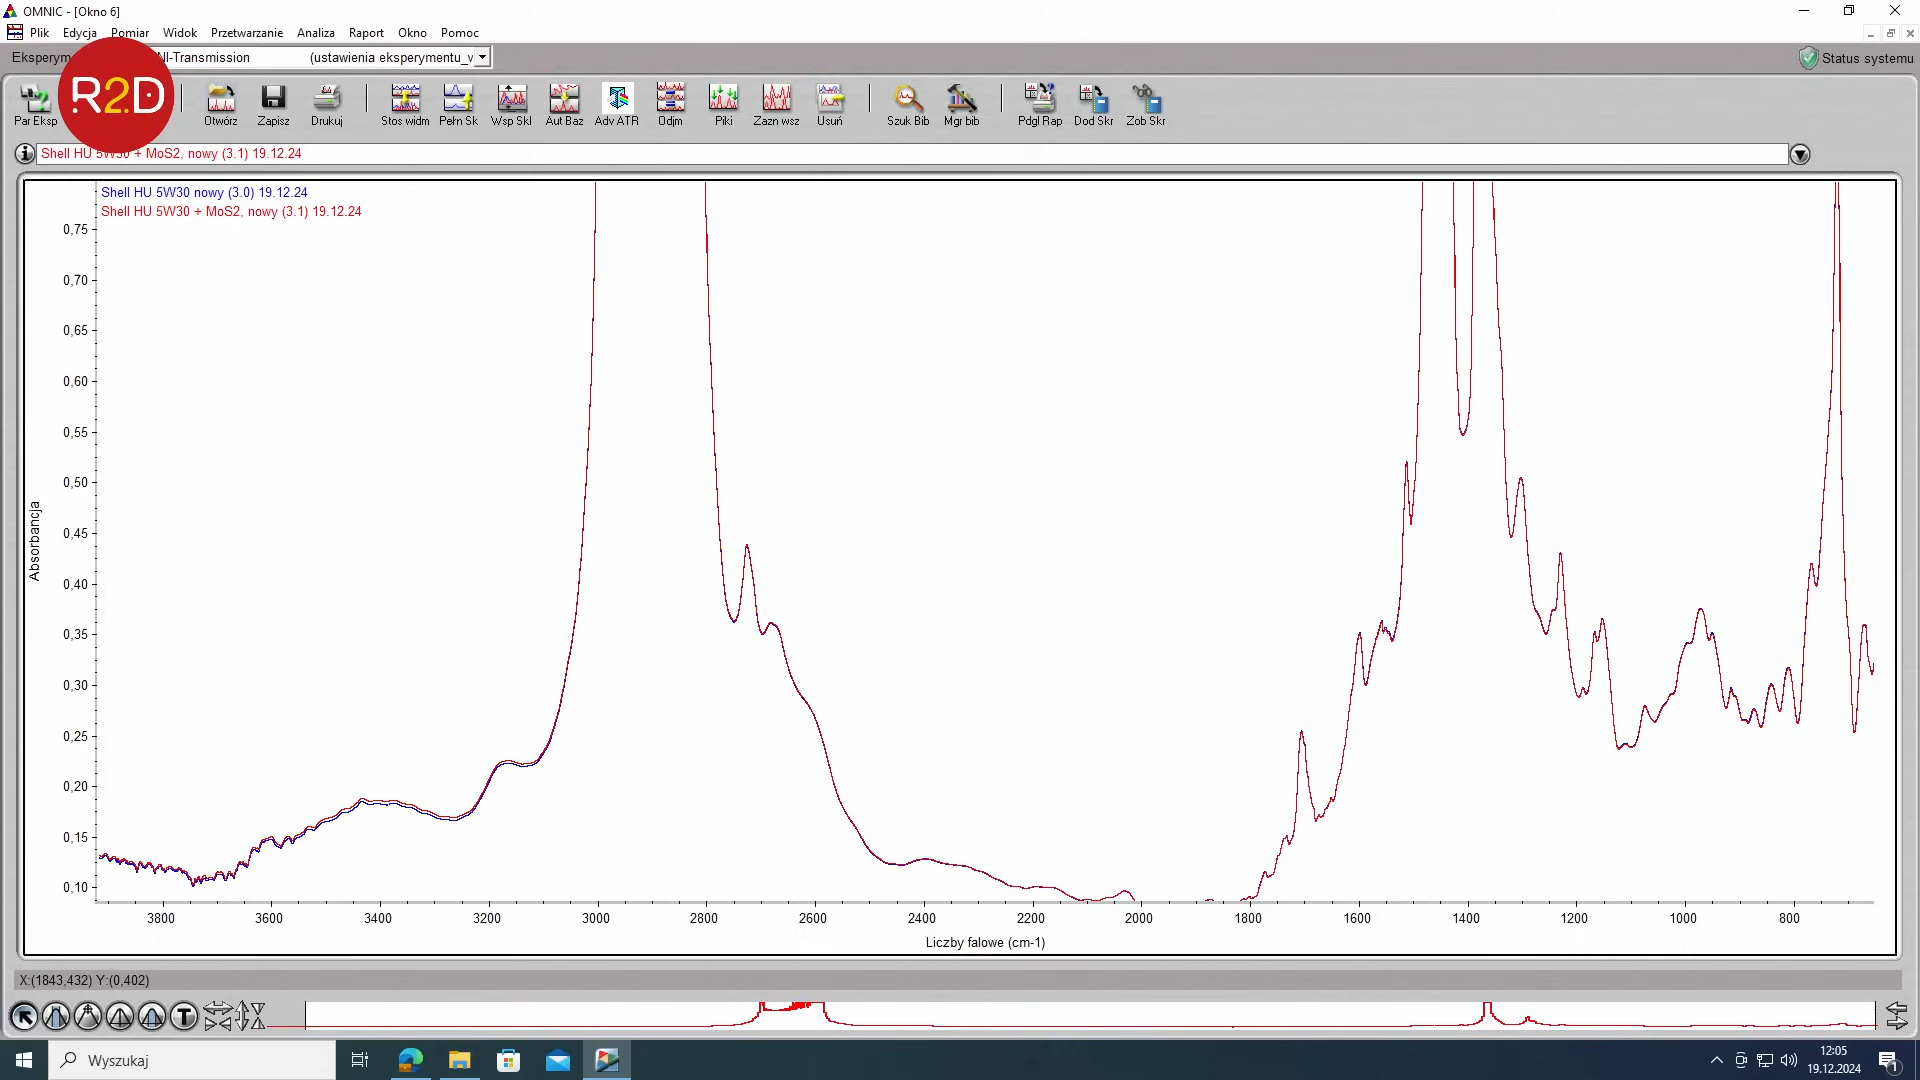 OMNIC - [Okno 6]
Plik Edycja Pomiar Widok Przetwarzanie Analiza Raport Okno Pomoc
Eksperym NI-Transmission (ustawienia eksperymentu_v Status systemu
R2D
Par Eksp Otwórz Zapisz Drukuj Stos widm Pełn Sk Wsp Skl Aut Baz Adv ATR Odjm Piki Zazn wsz Usuń Szuk Bib Mgr bib Pdgl Rap Dod Skr Zob Skr
Shell HU 5W30 + MoS2, nowy (3.1) 19.12.24
Shell HU 5W30 nowy (3.0) 19.12.24
Shell HU 5W30 + MoS2, nowy (3.1) 19.12.24
0,75
0,70
0,65
0,60
0,55
0,50
0,45
0,40
0,35
0,30
0,25
0,20
0,15
0,10
Absorbancja
3800 3600 3400 3200 3000 2800 2600 2400 2200 2000 1800 1600 1400 1200 1000 800
Liczby falowe (cm-1)
X:(1843,432) Y:(0,402)
T
Wyszukaj
12:05
19.12.2024
1